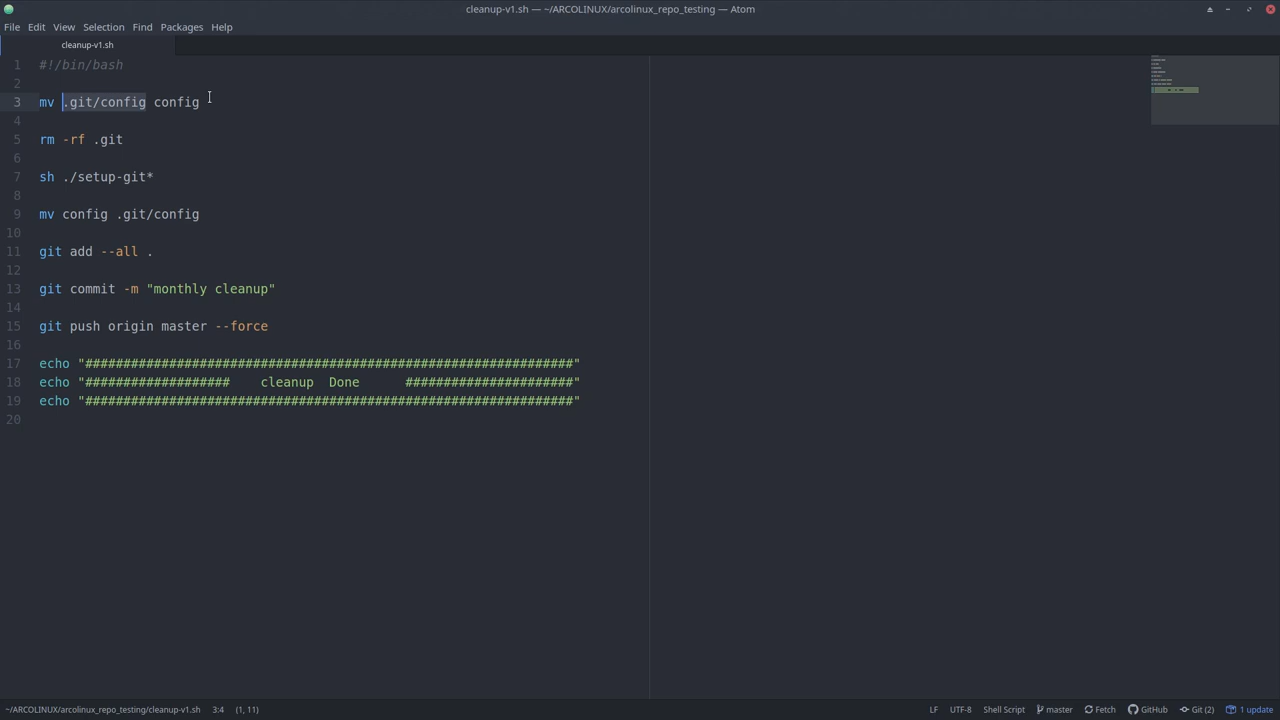 cleanup-v1.sh — ~/ARCOLINUX/arcolinux_repo_testing — Atom
File Edit View Selection Find Packages Help
cleanup-v1.sh
1 #!/bin/bash
2
3 mv .git/config config
4
5 rm -rf .git
6
7 sh ./setup-git*
8
9 mv config .git/config
10
11 git add --all .
12
13 git commit -m "monthly cleanup"
14
15 git push origin master --force
16
17 echo "################################################################"
18 echo "###################    cleanup  Done      ######################"
19 echo "################################################################"
20
~/ARCOLINUX/arcolinux_repo_testing/cleanup-v1.sh 3:4 (1, 11) LF UTF-8 Shell Script master Fetch GitHub Git (2) 1 update